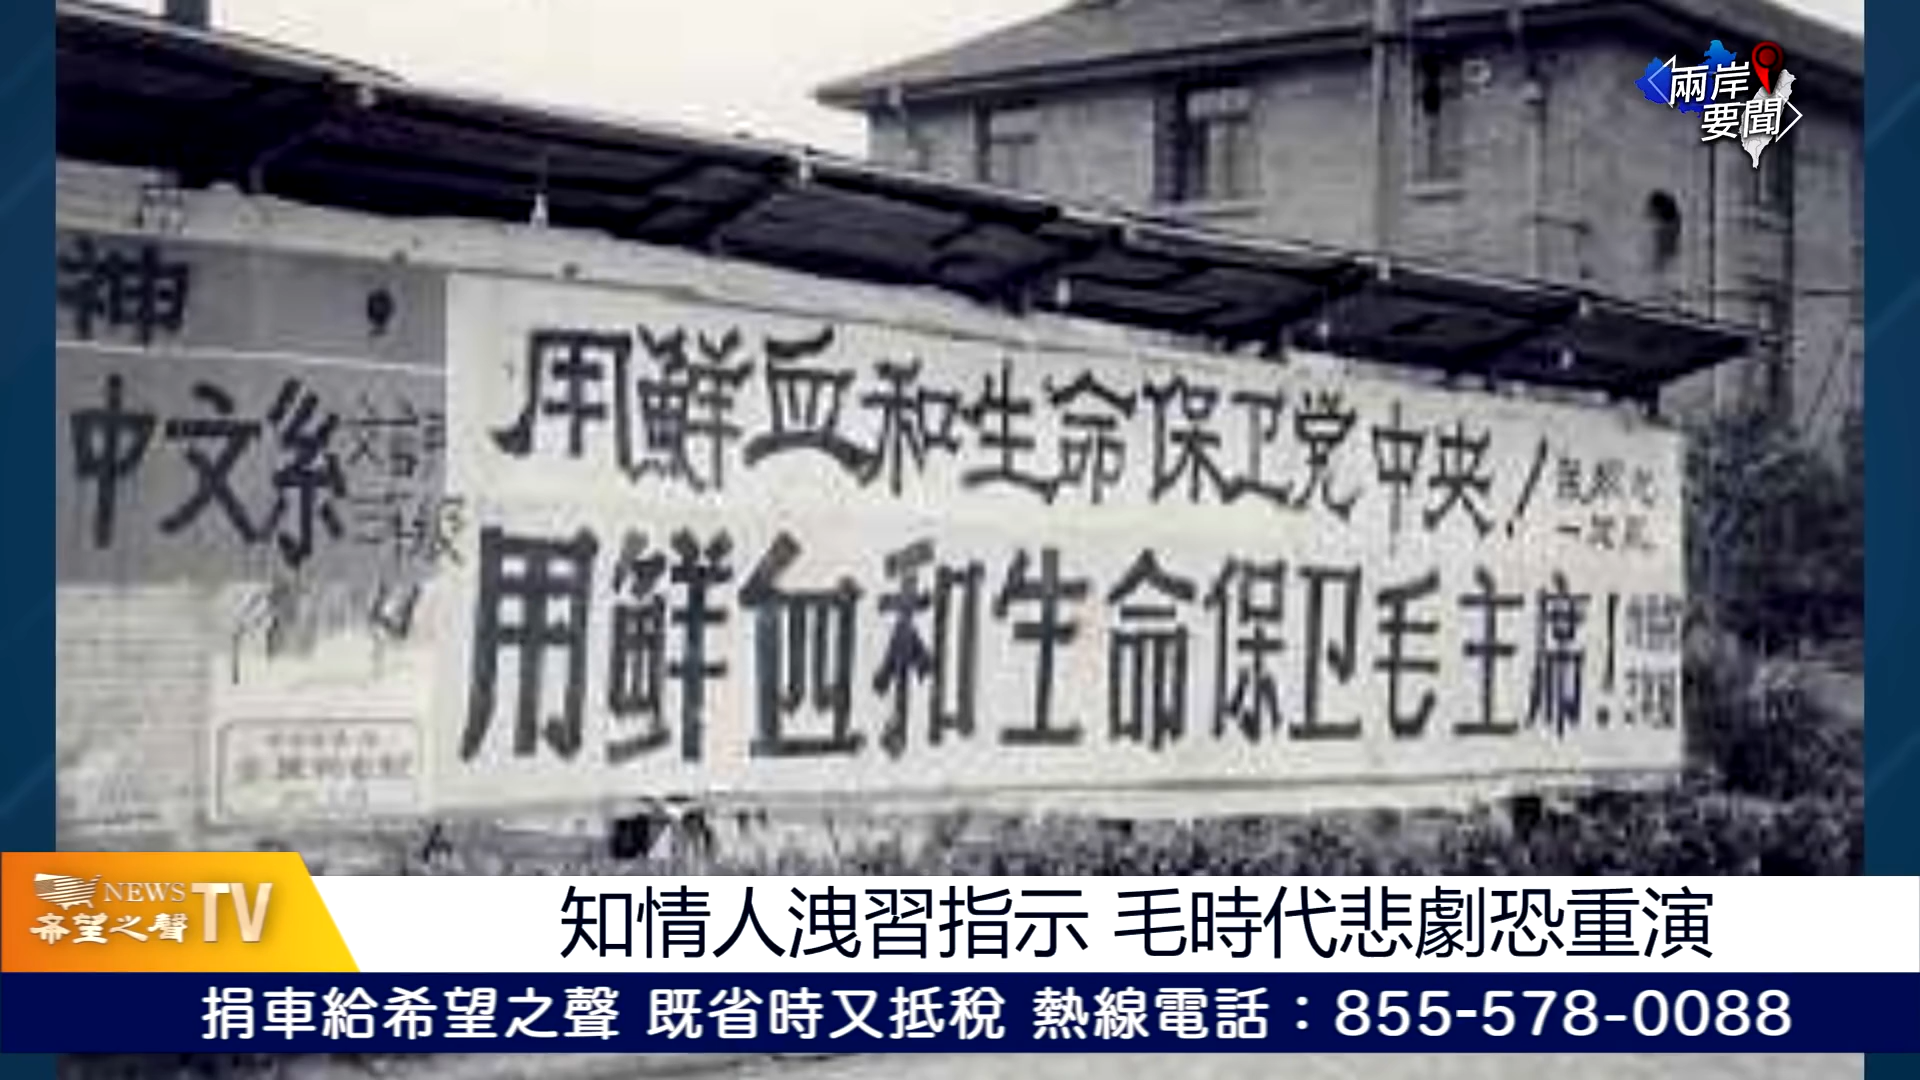 兩岸
要聞
神
中文系
用鲜血和生命保卫党中央!
用鲜血和生命保卫毛主席!
NEWS
希望之聲 TV
知情人洩習指示 毛時代悲劇恐重演
捐車給希望之聲 既省時又抵稅 熱線電話：855-578-0088